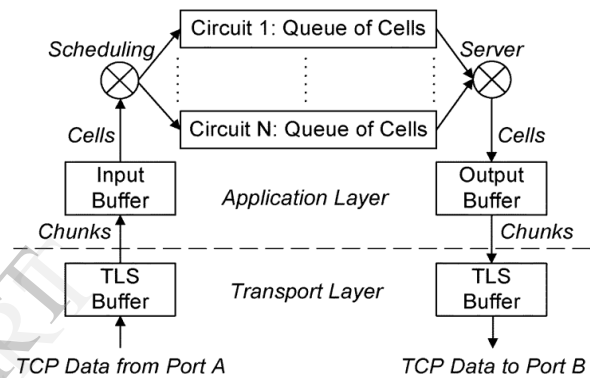 Circuit 1: Queue of Cells
Scheduling
Server
Circuit N: Queue of Cells
Cells
Cells
Input
Buffer
Output
Buffer
Application Layer
Chunks
Chunks
TLS
Buffer
TLS
Buffer
Transport Layer
TCP Data from Port A
TCP Data to Port B